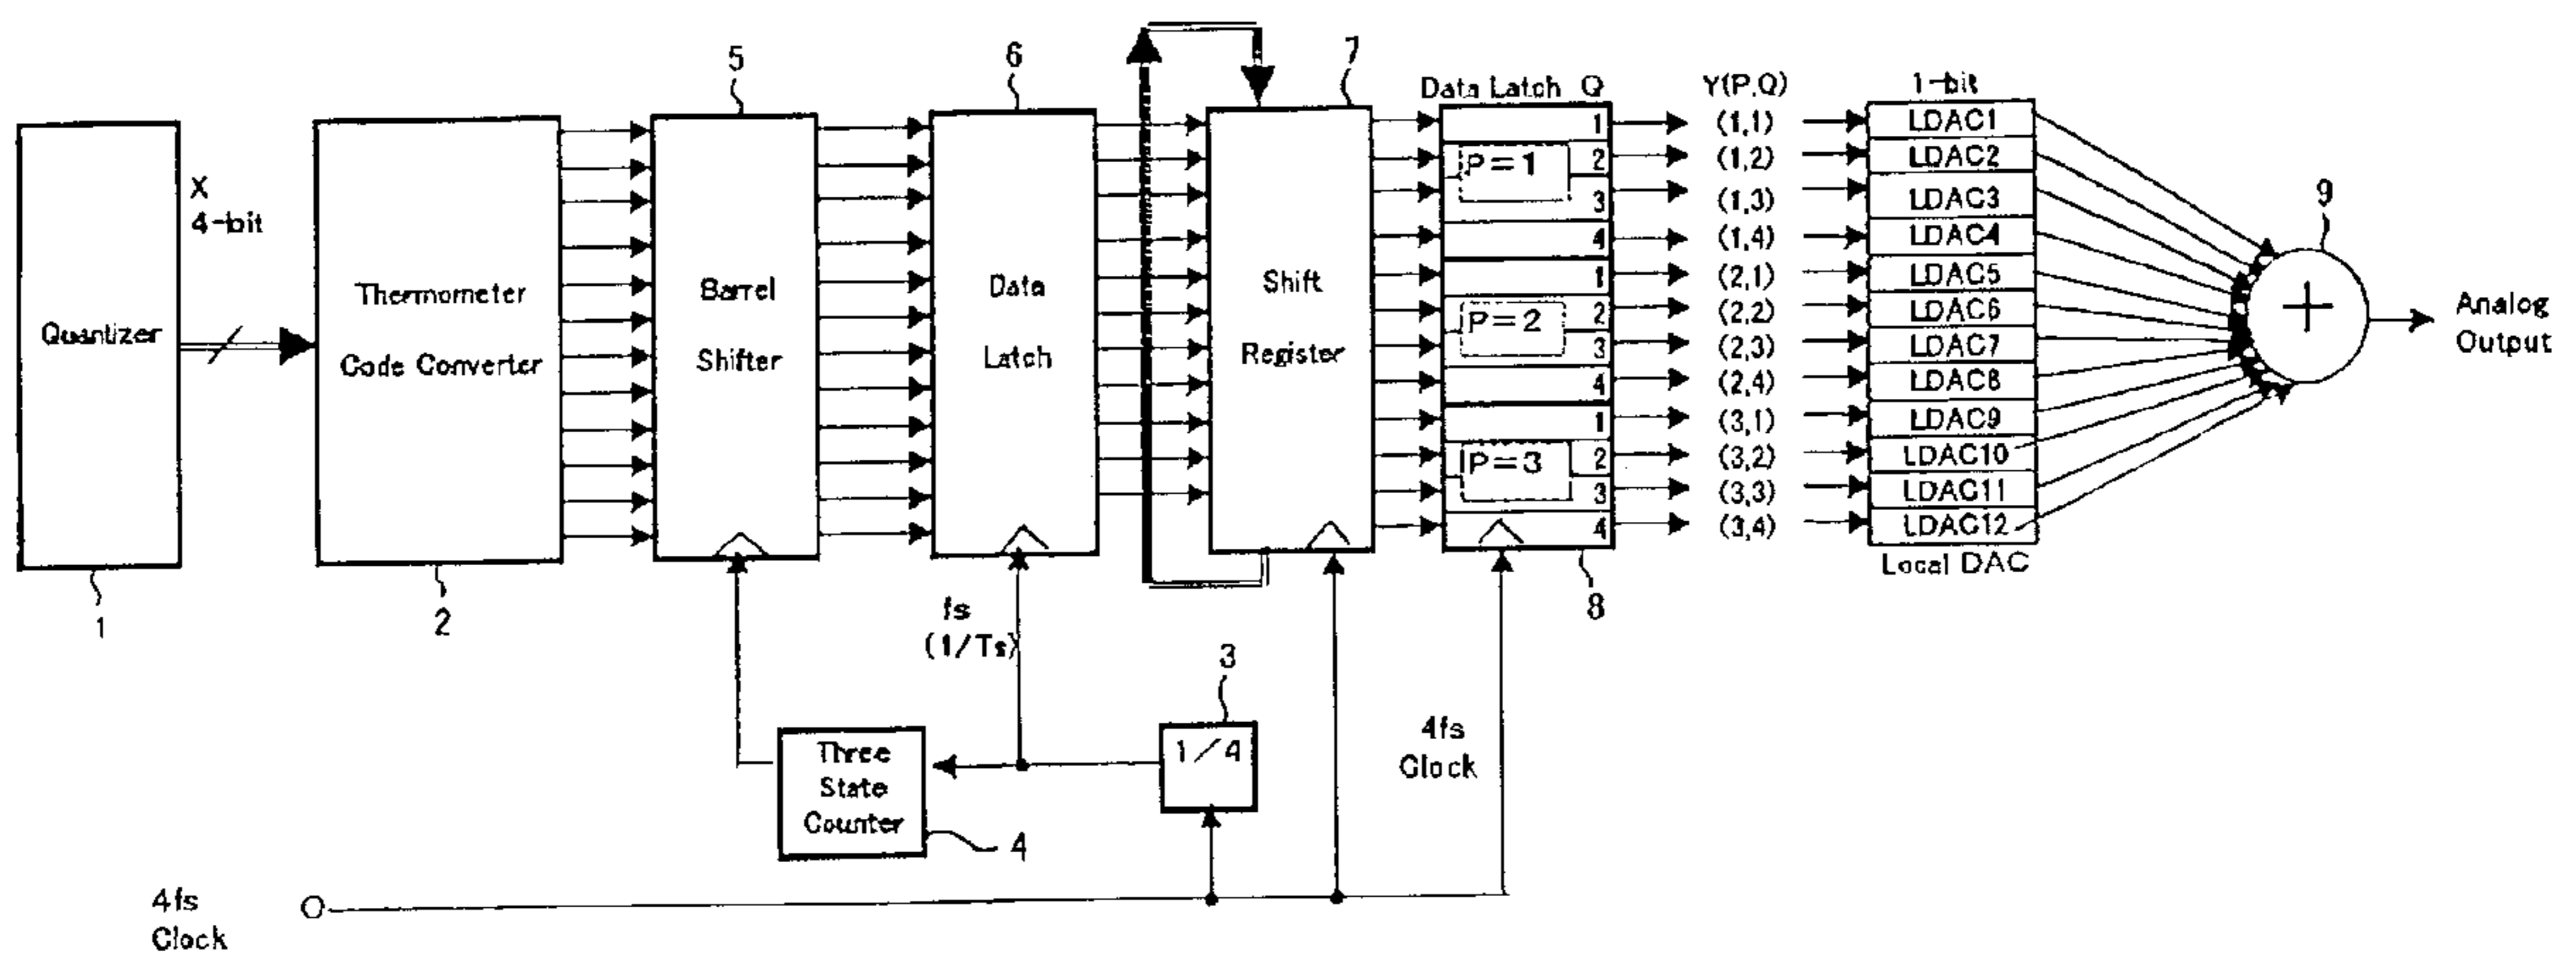 5
6
7
Data Latch Q
Y(P,Q)
1-bit
9
X
4-bit
Quantizer
Thermometer
Code Converter
Barrel
Shifter
Data
Latch
Shift
Register
P=1
P=2
P=3
1
2
3
4
1
2
3
4
1
2
3
4
(1,1)
(1,2)
(1,3)
(1,4)
(2,1)
(2,2)
(2,3)
(2,4)
(3,1)
(3,2)
(3,3)
(3,4)
LDAC1
LDAC2
LDAC3
LDAC4
LDAC5
LDAC6
LDAC7
LDAC8
LDAC9
LDAC10
LDAC11
LDAC12
Local DAC
+
Analog
Output
1
2
8
fs
(1/Ts)
3
1/4
Three
State
Counter
4
4fs
Clock
4fs
Clock